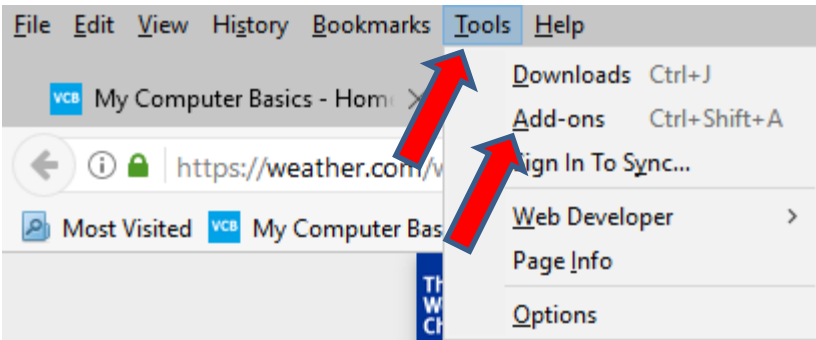 File Edit View History Bookmarks Tools Help
VCB My Computer Basics - Hom
Downloads Ctrl+J
Add-ons Ctrl+Shift+A
https://weather.com/
Sign In To Sync...
Most Visited VCB My Computer Bas
Web Developer
Page Info
Options